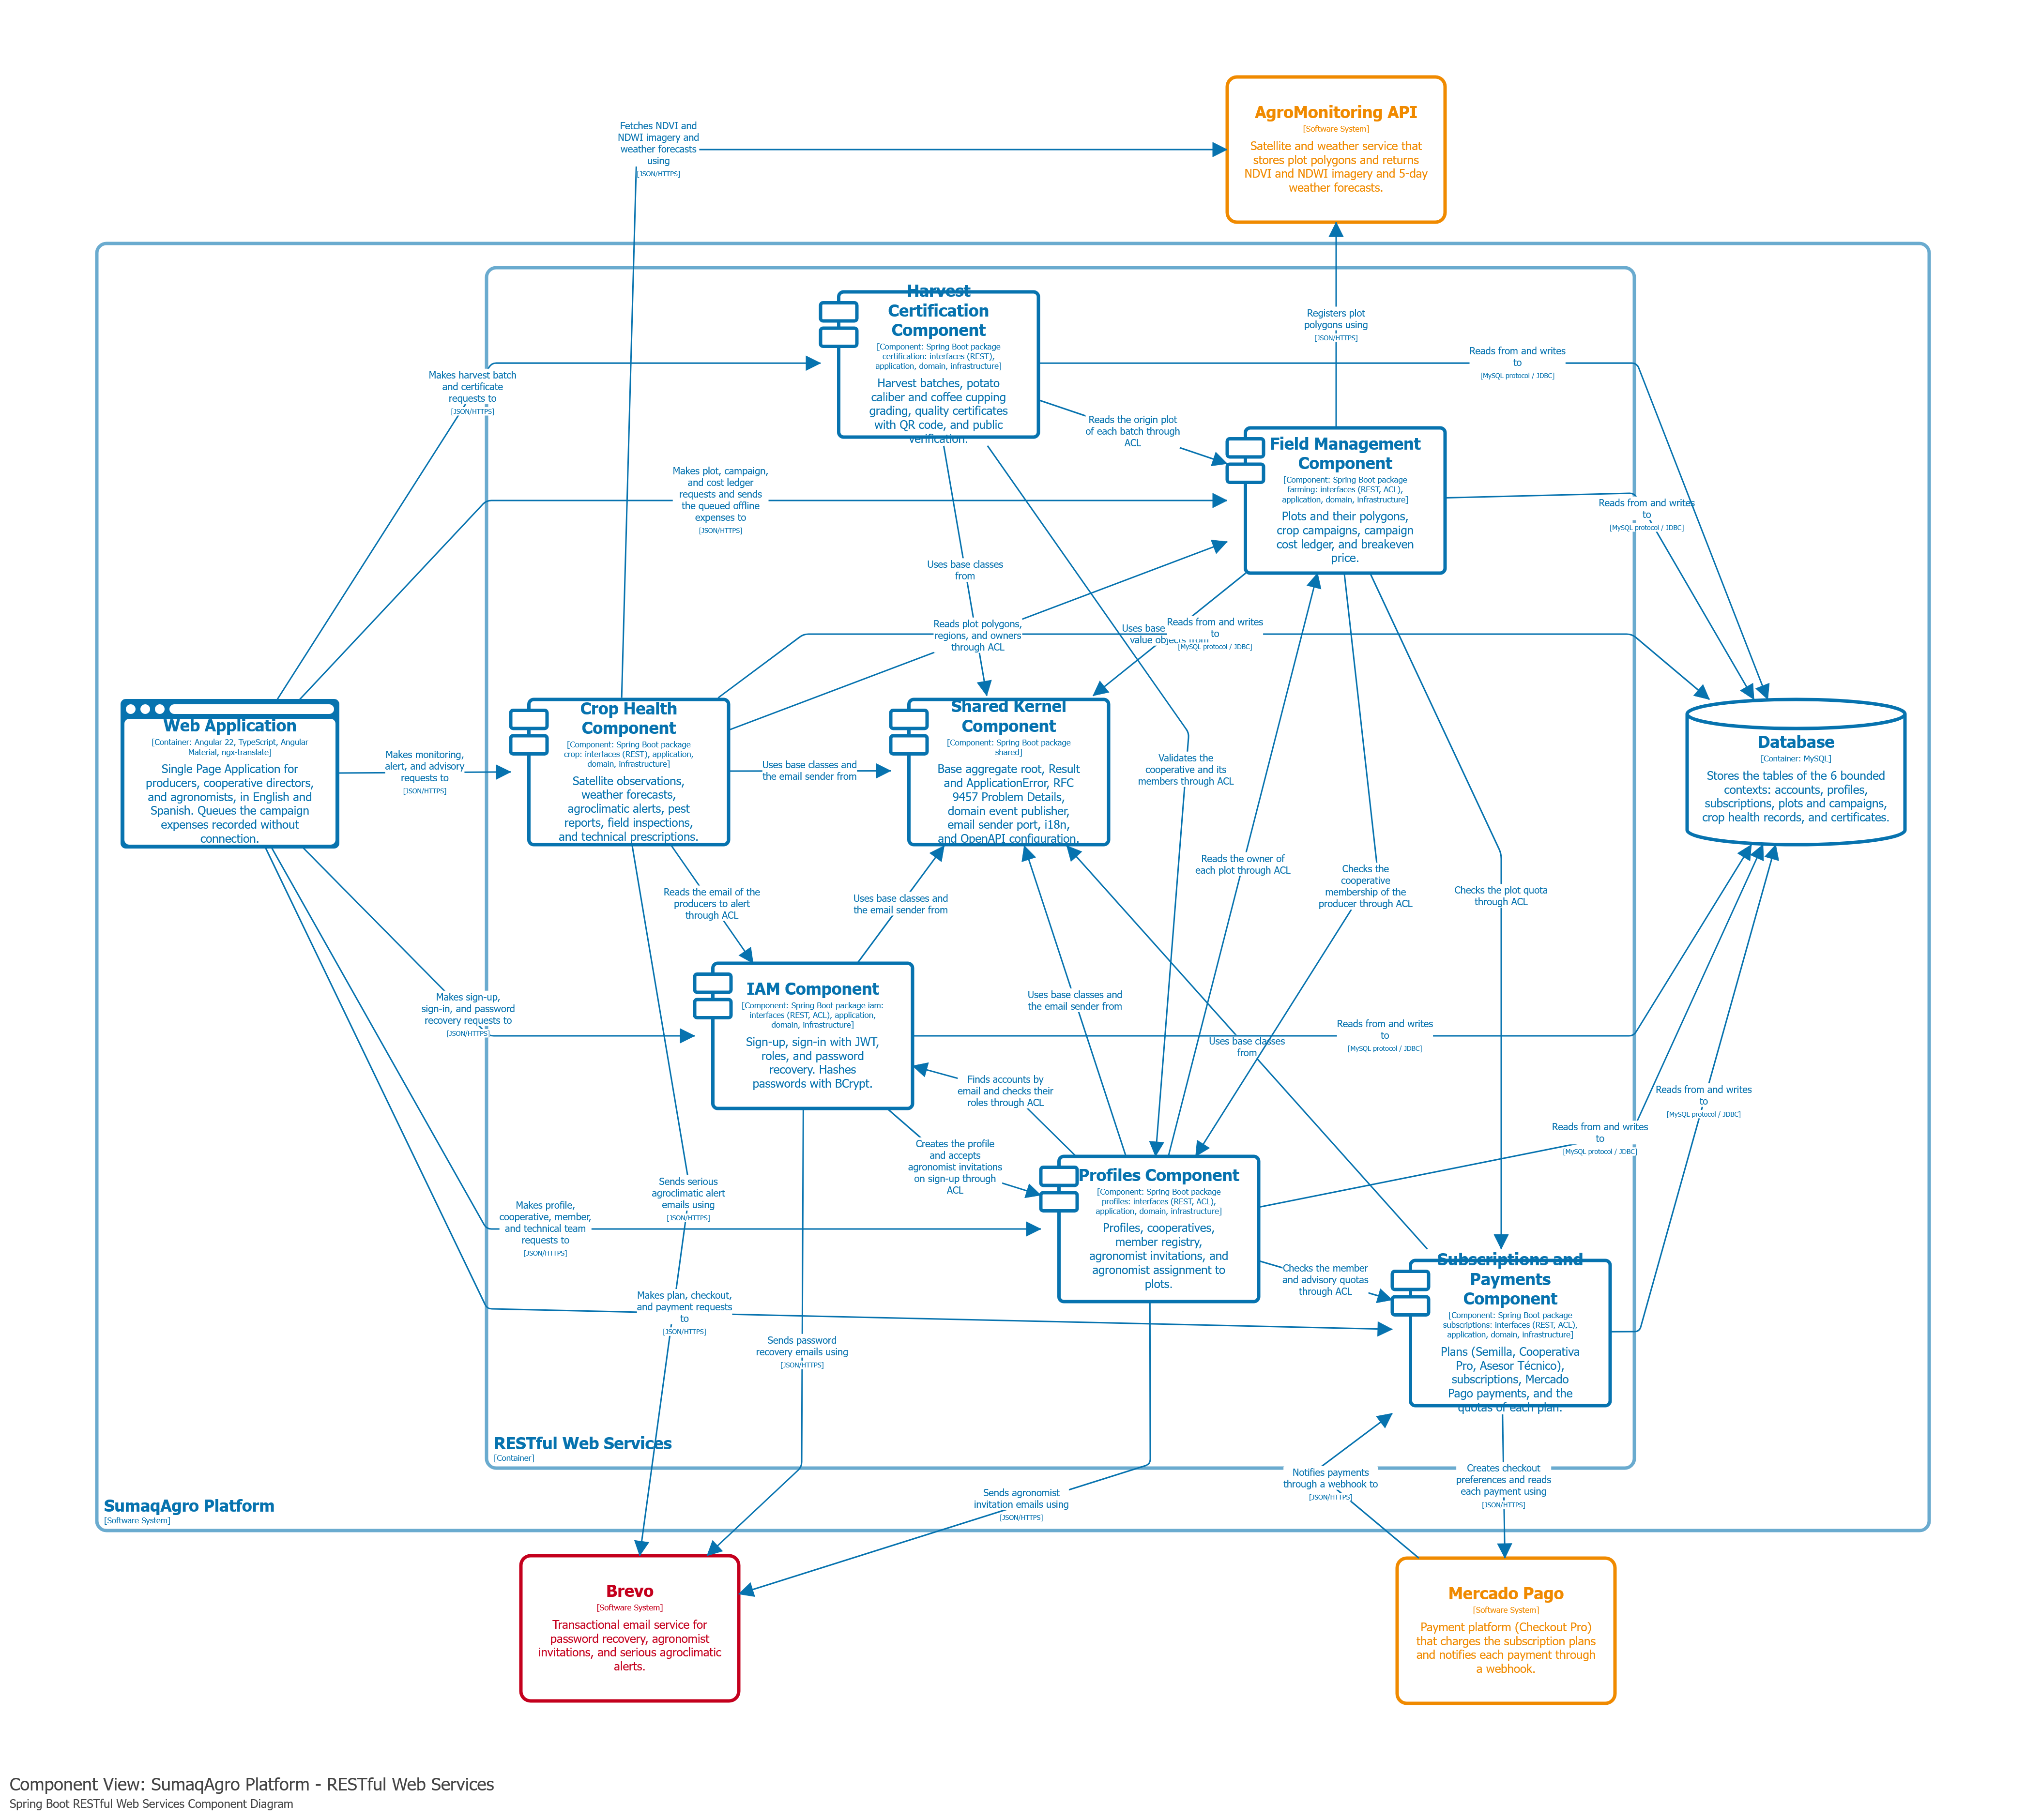 AgroMonitoring API
[Software System]
Satellite and weather service that
stores plot polygons and returns
NDVI and NDWI imagery and 5-day
weather forecasts.
Fetches NDVI and
NDWI imagery and
weather forecasts
using
[JSON/HTTPS]
Harvest
Certification
Component
[Component: Spring Boot package
certification: interfaces (REST),
application, domain, infrastructure]
Harvest batches, potato
caliber and coffee cupping
grading, quality certificates
with QR code, and public
verification.
Registers plot
polygons using
[JSON/HTTPS]
Reads from and writes
to
[MySQL protocol / JDBC]
Makes harvest batch
and certificate
requests to
[JSON/HTTPS]
Reads the origin plot
of each batch through
ACL
Field Management
Component
[Component: Spring Boot package
farming: interfaces (REST, ACL),
application, domain, infrastructure]
Plots and their polygons,
crop campaigns, campaign
cost ledger, and breakeven
price.
Makes plot, campaign,
and cost ledger
requests and sends
the queued offline
expenses to
[JSON/HTTPS]
Reads from and writes
to
[MySQL protocol / JDBC]
Uses base classes
from
Reads plot polygons,
regions, and owners
through ACL
Uses base
value objects from
Reads from and writes
to
[MySQL protocol / JDBC]
Web Application
[Container: Angular 22, TypeScript, Angular
Material, ngx-translate]
Single Page Application for
producers, cooperative directors,
and agronomists, in English and
Spanish. Queues the campaign
expenses recorded without
connection.
Makes monitoring,
alert, and advisory
requests to
[JSON/HTTPS]
Crop Health
Component
[Component: Spring Boot package
crop: interfaces (REST), application,
domain, infrastructure]
Satellite observations,
weather forecasts,
agroclimatic alerts, pest
reports, field inspections,
and technical prescriptions.
Uses base classes and
the email sender from
Shared Kernel
Component
[Component: Spring Boot package
shared]
Base aggregate root, Result
and ApplicationError, RFC
9457 Problem Details,
domain event publisher,
email sender port, i18n,
and OpenAPI configuration.
Validates the
cooperative and its
members through ACL
Database
[Container: MySQL]
Stores the tables of the 6 bounded
contexts: accounts, profiles,
subscriptions, plots and campaigns,
crop health records, and certificates.
Reads the email of the
producers to alert
through ACL
Uses base classes and
the email sender from
Reads the owner of
each plot through ACL
Checks the
cooperative
membership of the
producer through ACL
Checks the plot quota
through ACL
IAM Component
[Component: Spring Boot package iam:
interfaces (REST, ACL), application,
domain, infrastructure]
Sign-up, sign-in with JWT,
roles, and password
recovery. Hashes
passwords with BCrypt.
Makes sign-up,
sign-in, and password
recovery requests to
[JSON/HTTPS]
Uses base classes and
the email sender from
Uses base classes
from
Reads from and writes
to
[MySQL protocol / JDBC]
Finds accounts by
email and checks their
roles through ACL
Reads from and writes
to
[MySQL protocol / JDBC]
Creates the profile
and accepts
agronomist invitations
on sign-up through
ACL
Reads from and writes
to
[MySQL protocol / JDBC]
Profiles Component
[Component: Spring Boot package
profiles: interfaces (REST, ACL),
application, domain, infrastructure]
Profiles, cooperatives,
member registry,
agronomist invitations, and
agronomist assignment to
plots.
Sends serious
agroclimatic alert
emails using
[JSON/HTTPS]
Makes profile,
cooperative, member,
and technical team
requests to
[JSON/HTTPS]
Checks the member
and advisory quotas
through ACL
Subscriptions and
Payments
Component
[Component: Spring Boot package
subscriptions: interfaces (REST, ACL),
application, domain, infrastructure]
Plans (Semilla, Cooperativa
Pro, Asesor Técnico),
subscriptions, Mercado
Pago payments, and the
quotas of each plan.
Makes plan, checkout,
and payment requests
to
[JSON/HTTPS]
Sends password
recovery emails using
[JSON/HTTPS]
RESTful Web Services
[Container]
Notifies payments
through a webhook to
[JSON/HTTPS]
Creates checkout
preferences and reads
each payment using
[JSON/HTTPS]
Sends agronomist
invitation emails using
[JSON/HTTPS]
SumaqAgro Platform
[Software System]
Brevo
[Software System]
Transactional email service for
password recovery, agronomist
invitations, and serious agroclimatic
alerts.
Mercado Pago
[Software System]
Payment platform (Checkout Pro)
that charges the subscription plans
and notifies each payment through
a webhook.
Component View: SumaqAgro Platform - RESTful Web Services
Spring Boot RESTful Web Services Component Diagram